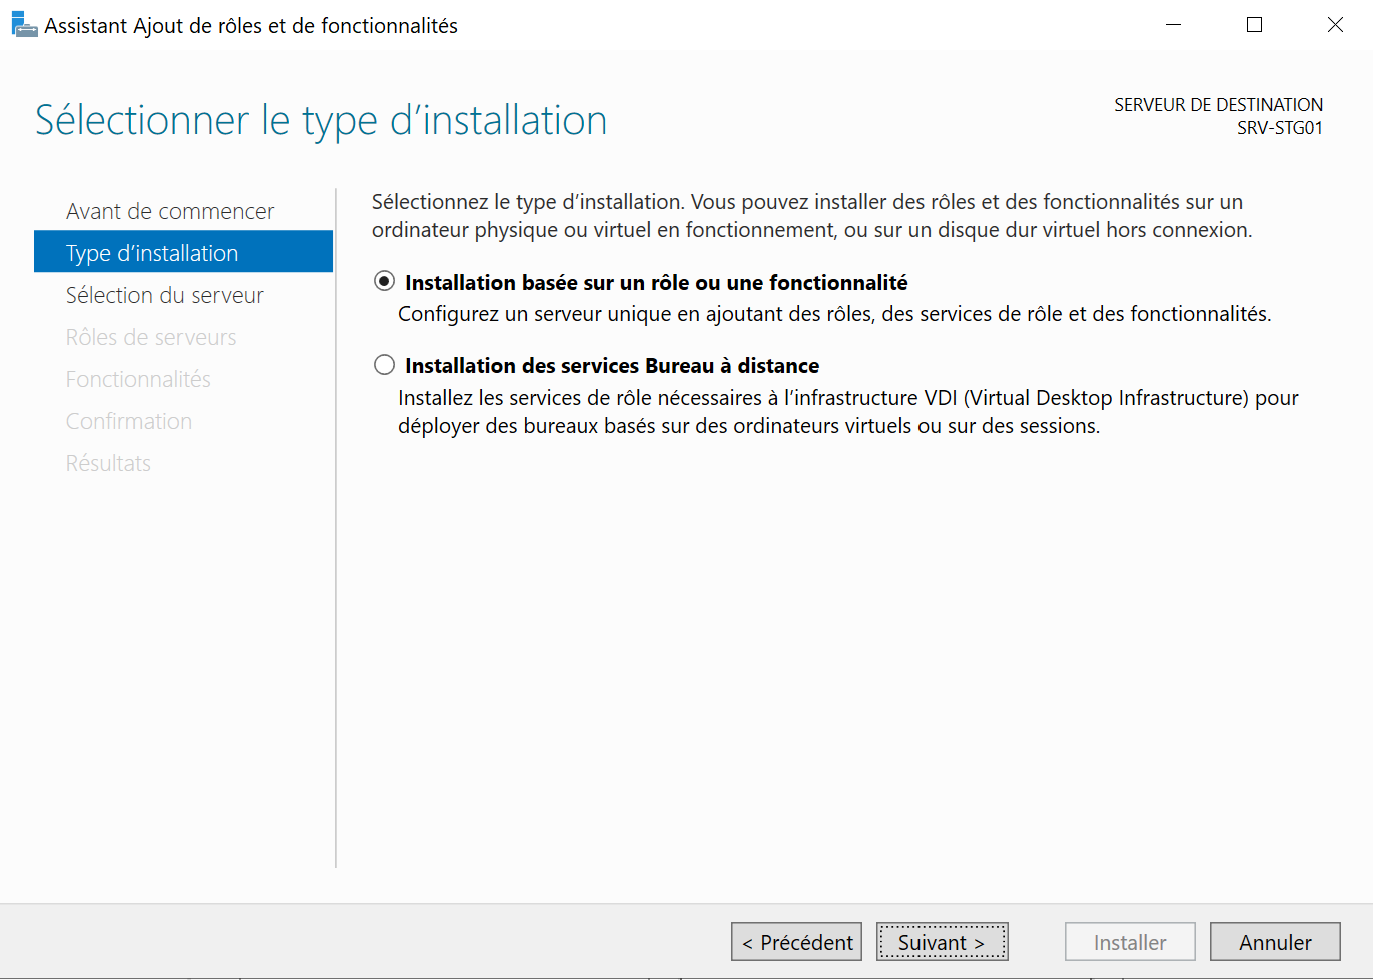 Assistant Ajout de rôles et de fonctionnalités
Sélectionner le type d’installation
SERVEUR DE DESTINATION
SRV-STG01
Avant de commencer
Type d’installation
Sélection du serveur
Rôles de serveurs
Fonctionnalités
Confirmation
Résultats
Sélectionnez le type d’installation. Vous pouvez installer des rôles et des fonctionnalités sur un
ordinateur physique ou virtuel en fonctionnement, ou sur un disque dur virtuel hors connexion.
Installation basée sur un rôle ou une fonctionnalité
Configurez un serveur unique en ajoutant des rôles, des services de rôle et des fonctionnalités.
Installation des services Bureau à distance
Installez les services de rôle nécessaires à l’infrastructure VDI (Virtual Desktop Infrastructure) pour
déployer des bureaux basés sur des ordinateurs virtuels ou sur des sessions.
< Précédent
Suivant >
Installer
Annuler